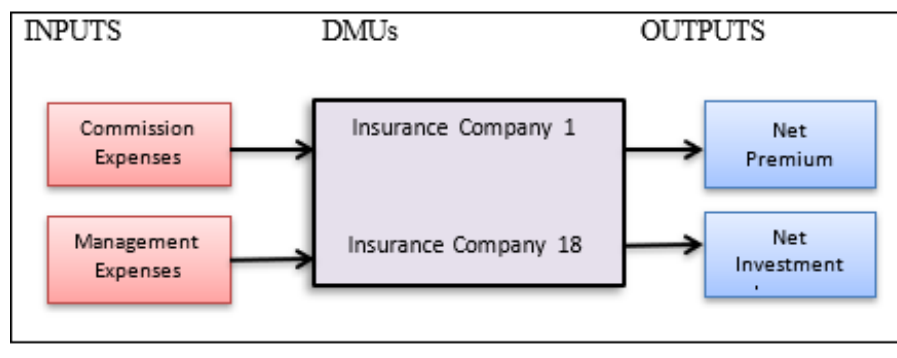 INPUTS DMUs OUTPUTS
Commission
Expenses
Insurance Company 1
Net
Premium
Management
Expenses
Insurance Company 18
Net
Investment